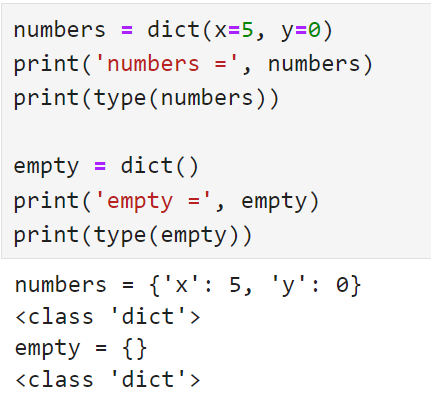 numbers = dict(x=5, y=0)
print('numbers =', numbers)
print(type(numbers))
empty = dict()
print('empty =', empty)
print(type(empty))
numbers = {'x': 5, 'y': 0}
<class 'dict'>
empty = {}
<class 'dict'>